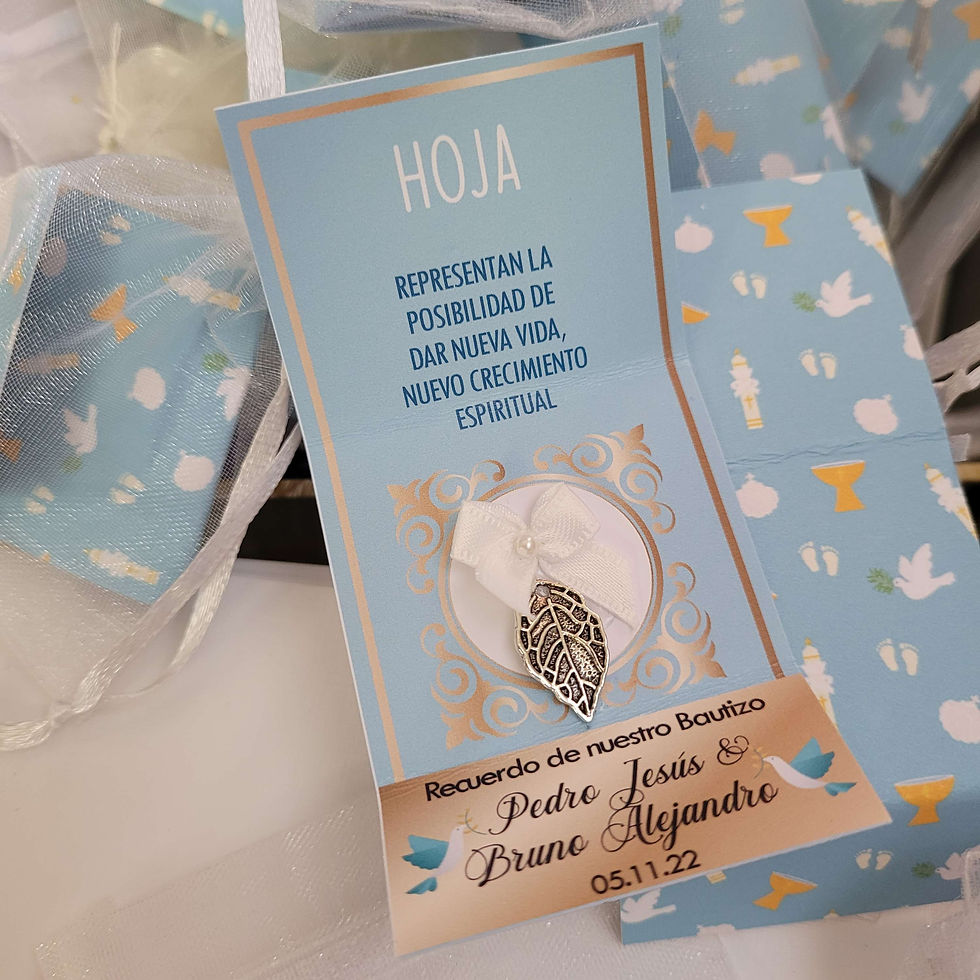 HOJA
REPRESENTAN LA
POSIBILIDAD DE
DAR NUEVA VIDA,
NUEVO CRECIMIENTO
ESPIRITUAL
Recuerdo de nuestro Bautizo
Pedro Jesús &
Bruno Alejandro
05.11.22